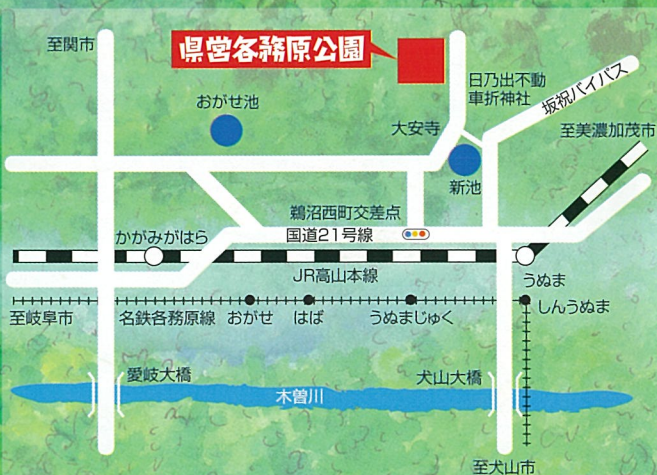 至関市
県営各務原公園
おがせ池
日乃出不動
車折神社
坂祝バイパス
大安寺
至美濃加茂市
新池
鵜沼西町交差点
かがみがはら
国道21号線
JR高山本線
うぬま
至岐阜市
名鉄各務原線
おがせ
はば
うぬまじゅく
しんうぬま
愛岐大橋
犬山大橋
木曽川
至犬山市